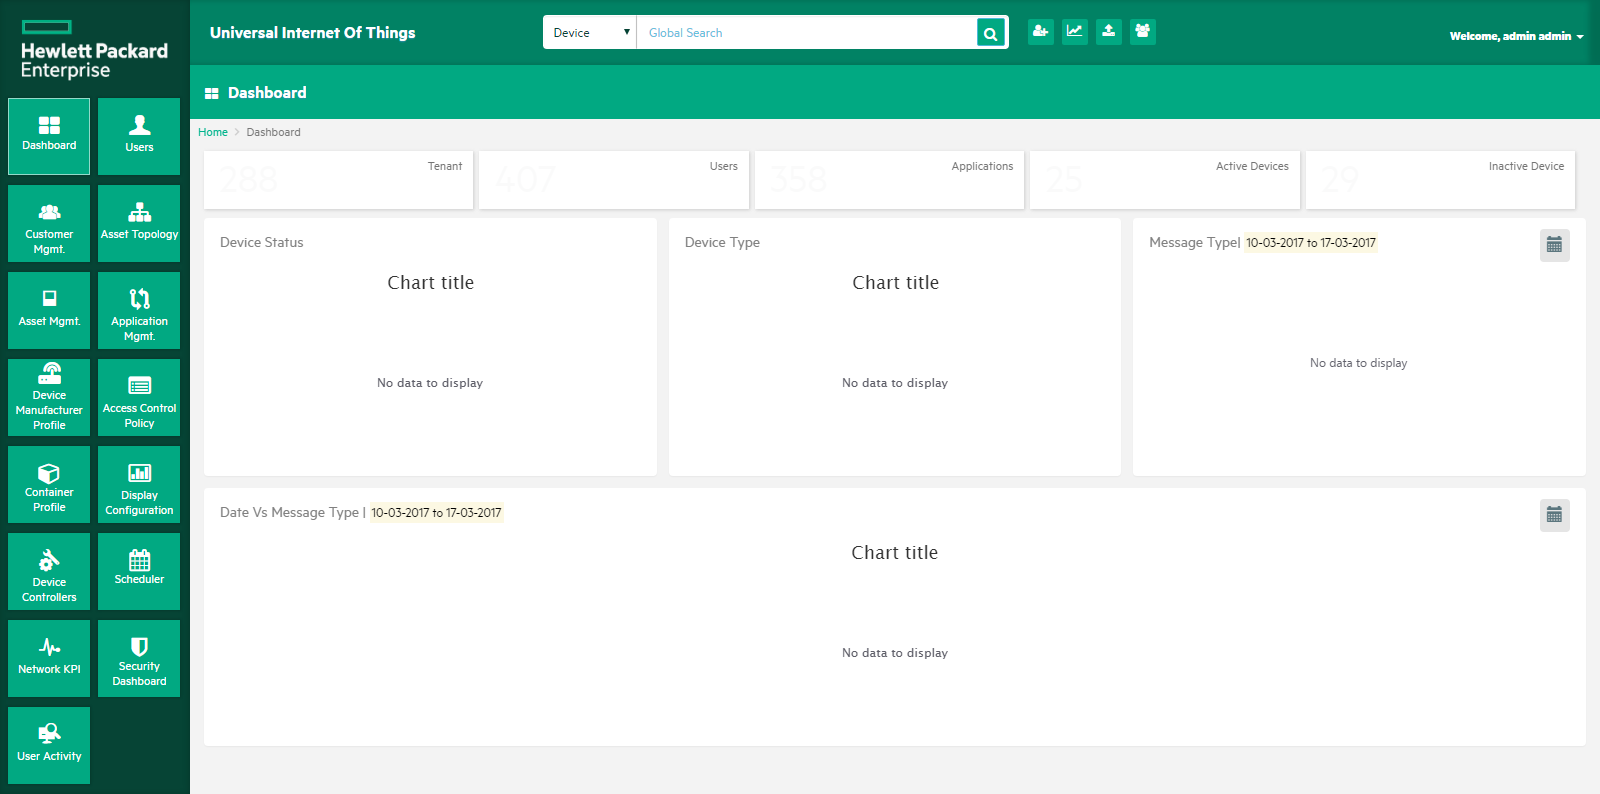 Hewlett Packard
Enterprise
Universal Internet Of Things
Device
Global Search
Welcome, admin admin
Dashboard
Home
Dashboard
Dashboard
Users
Customer
Mgmt.
Asset Topology
Asset Mgmt.
Application
Mgmt.
Device
Manufacturer
Profile
Access Control
Policy
Container
Profile
Display
Configuration
Device
Controllers
Scheduler
Network KPI
Security
Dashboard
User Activity
288
Tenant
407
Users
358
Applications
25
Active Devices
29
Inactive Device
Device Status
Chart title
No data to display
Device Type
Chart title
No data to display
Message Type| 10-03-2017 to 17-03-2017
No data to display
Date Vs Message Type | 10-03-2017 to 17-03-2017
Chart title
No data to display